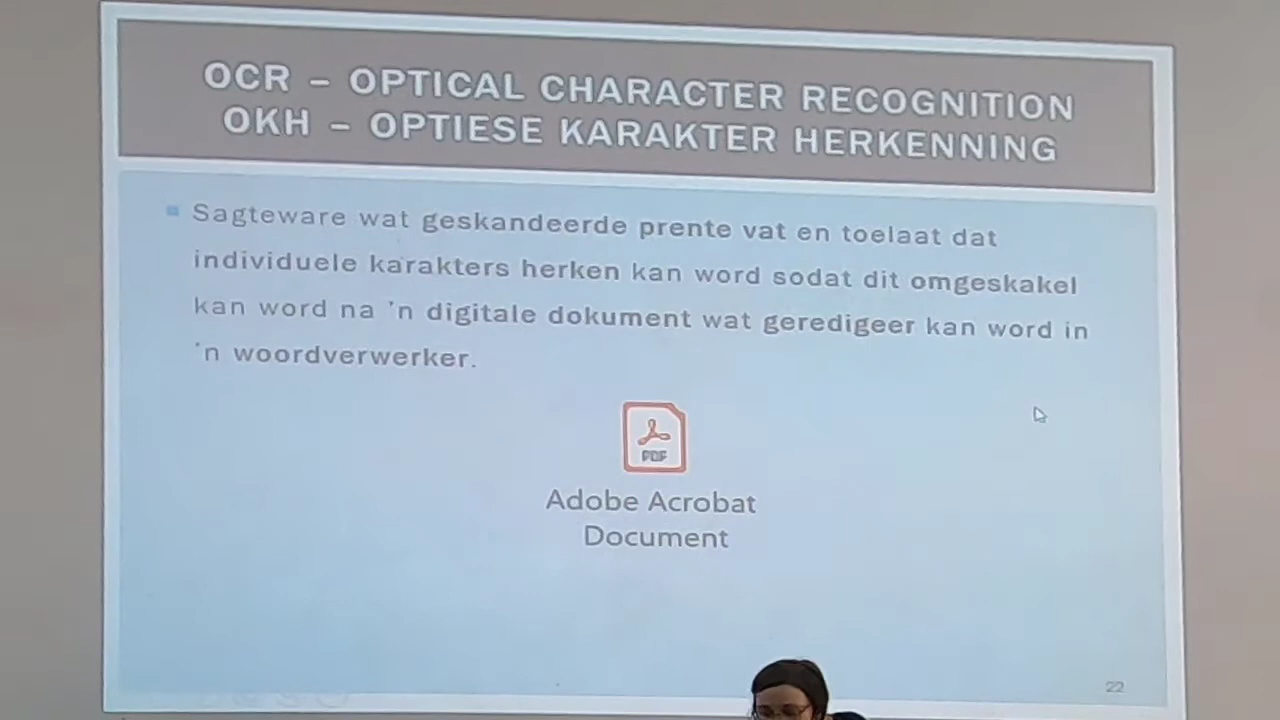 OCR – OPTICAL CHARACTER RECOGNITION
OKH – OPTIESE KARAKTER HERKENNING
Sagteware wat geskandeerde prente vat en toelaat dat
individuele karakters herken kan word sodat dit omgeskakel
kan word na 'n digitale dokument wat geredigeer kan word in
'n woordverwerker.
PDF
Adobe Acrobat
Document
22